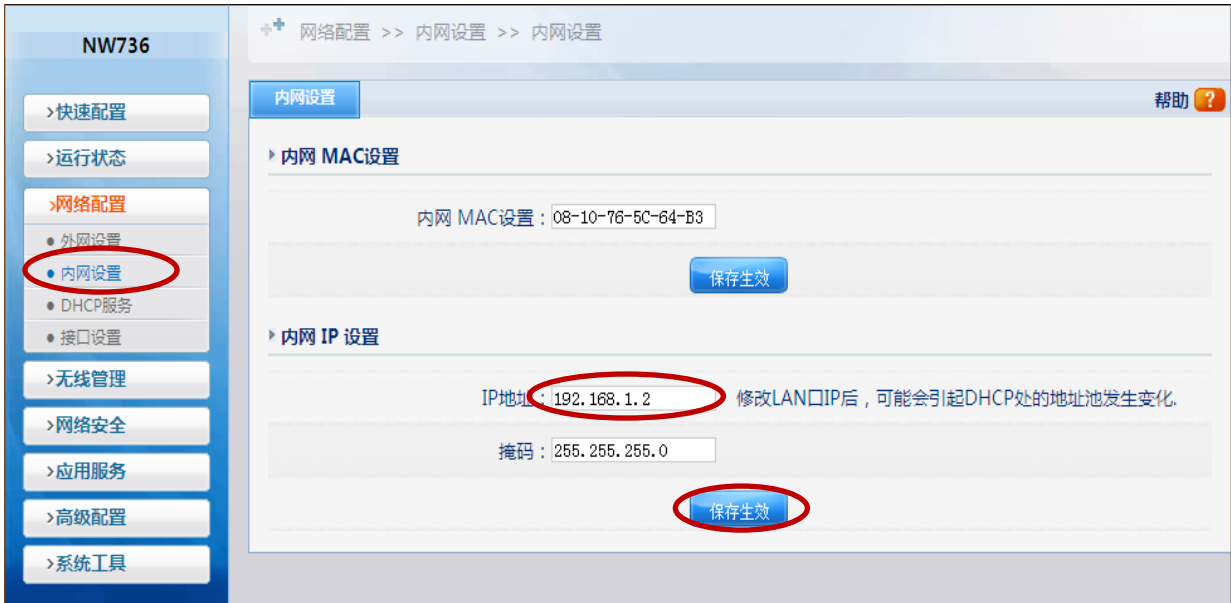 NW736
网络配置 >> 内网设置 >> 内网设置
>快速配置
>运行状态
>网络配置
● 外网设置
● 内网设置
● DHCP服务
● 接口设置
>无线管理
>网络安全
>应用服务
>高级配置
>系统工具
内网设置
帮助 ?
内网 MAC设置
内网 MAC设置：08-10-76-5C-64-B3
保存生效
内网 IP 设置
IP地址：192.168.1.2 修改LAN口IP后，可能会引起DHCP处的地址池发生变化.
掩码：255.255.255.0
保存生效